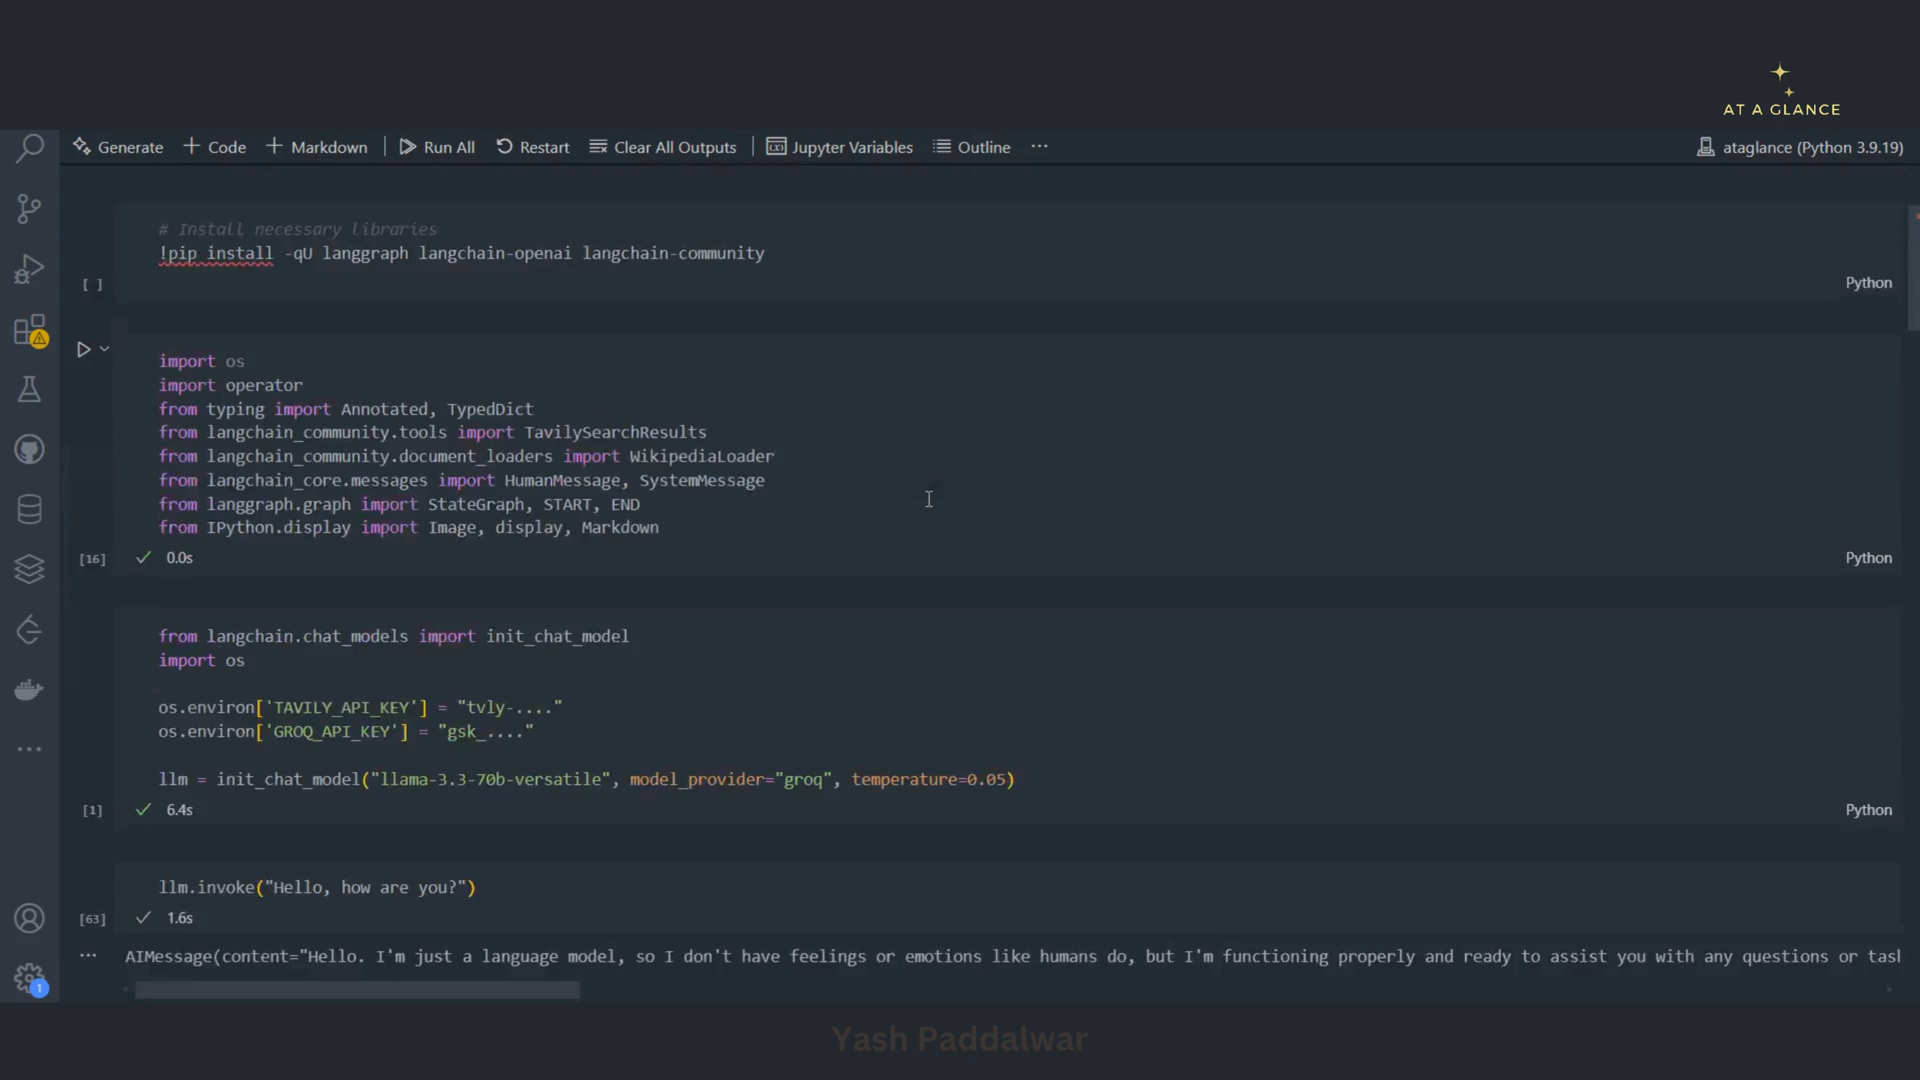 AT A GLANCE
Generate + Code + Markdown Run All Restart Clear All Outputs Jupyter Variables Outline ... ataglance (Python 3.9.19)
# Install necessary libraries
!pip install -qU langgraph langchain-openai langchain-community
[ ] Python
import os
import operator
from typing import Annotated, TypedDict
from langchain_community.tools import TavilySearchResults
from langchain_community.document_loaders import WikipediaLoader
from langchain_core.messages import HumanMessage, SystemMessage
from langgraph.graph import StateGraph, START, END
from IPython.display import Image, display, Markdown
[16] ✓ 0.0s Python
from langchain.chat_models import init_chat_model
import os
os.environ['TAVILY_API_KEY'] = "tvly-...."
os.environ['GROQ_API_KEY'] = "gsk_...."
llm = init_chat_model("llama-3.3-70b-versatile", model_provider="groq", temperature=0.05)
[1] ✓ 6.4s Python
llm.invoke("Hello, how are you?")
[63] ✓ 1.6s
... AIMessage(content="Hello. I'm just a language model, so I don't have feelings or emotions like humans do, but I'm functioning properly and ready to assist you with any questions or tasl
1
Yash Paddalwar